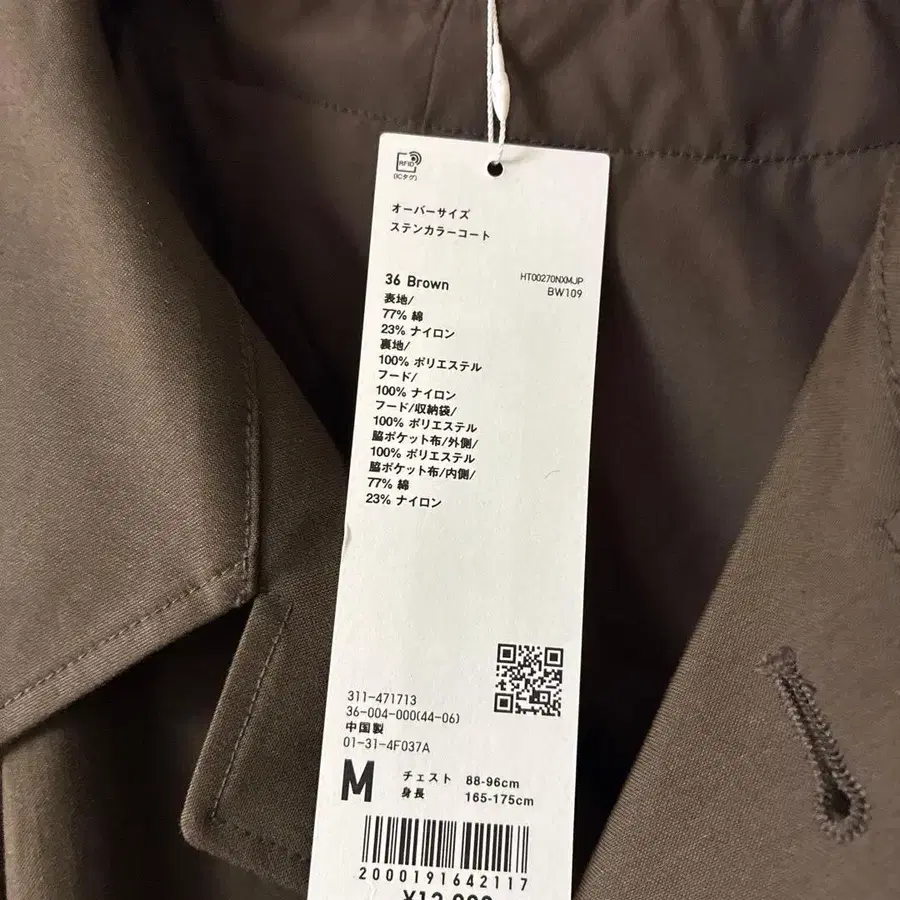 RFID
(ICタグ)
オーバーサイズ
ステンカラーコート
36 Brown
HT00270NXMJP
BW109
表地/
77% 綿
23% ナイロン
裏地/
100% ポリエステル
フード/
100% ナイロン
フード/収納袋/
100% ポリエステル
脇ポケット布/外側/
100% ポリエステル
脇ポケット布/内側/
77% 綿
23% ナイロン
311-471713
36-004-000(44-06)
中国製
01-31-4F037A
M
チェスト 88-96cm
身長 165-175cm
2000191642117